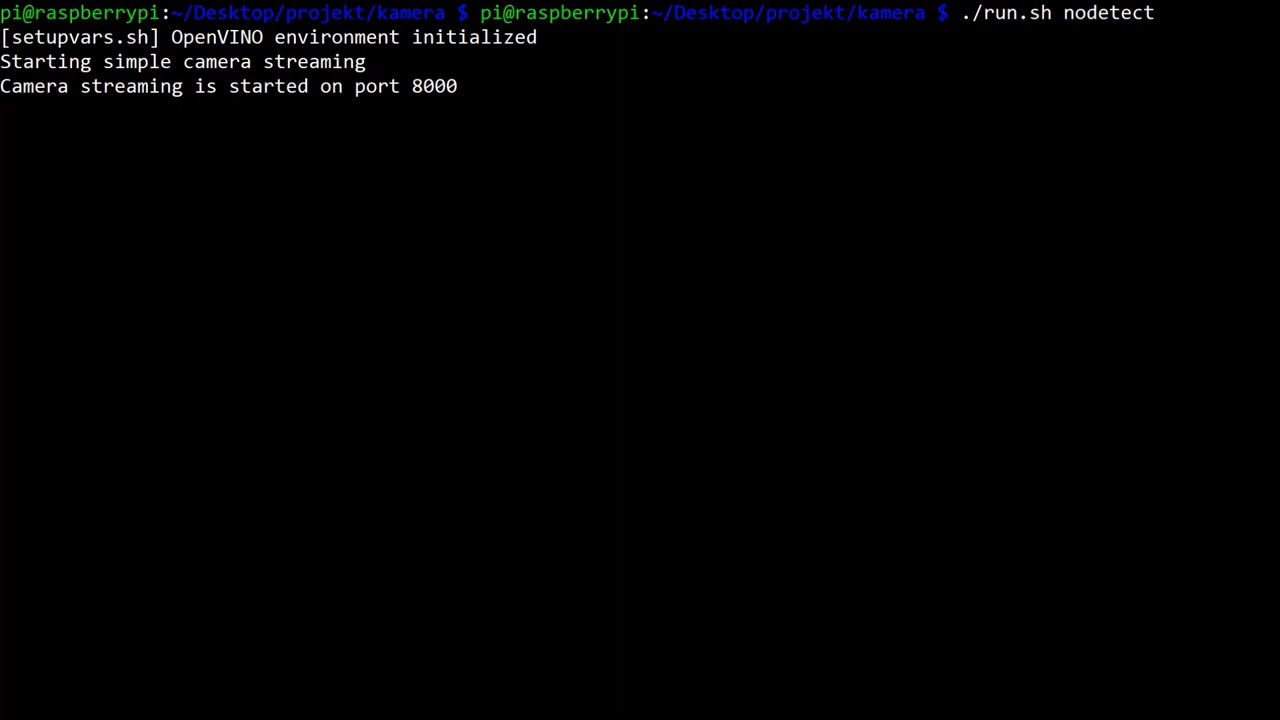 pi@raspberrypi:~/Desktop/projekt/kamera $ pi@raspberrypi:~/Desktop/projekt/kamera $ ./run.sh nodetect
[setupvars.sh] OpenVINO environment initialized
Starting simple camera streaming
Camera streaming is started on port 8000